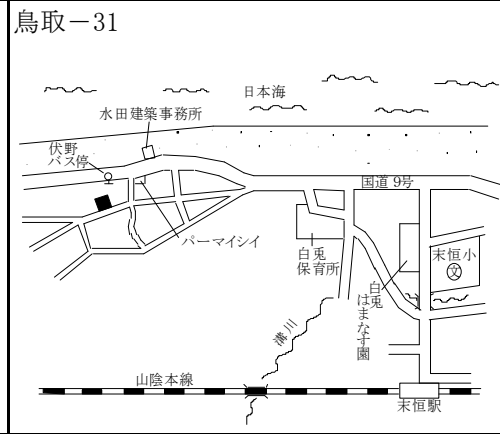 鳥取－31
日本海
水田建築事務所
伏野
バス停
国道 9号
パーマイシイ
白兎
保育所
末恒小
文
白兎
はまなす園
溝川
山陰本線
末恒駅